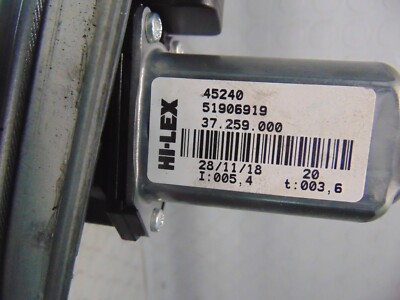 HI-LEX
45240
51906919
37.259.000
28/11/18 20
I:005,4 t:003,6